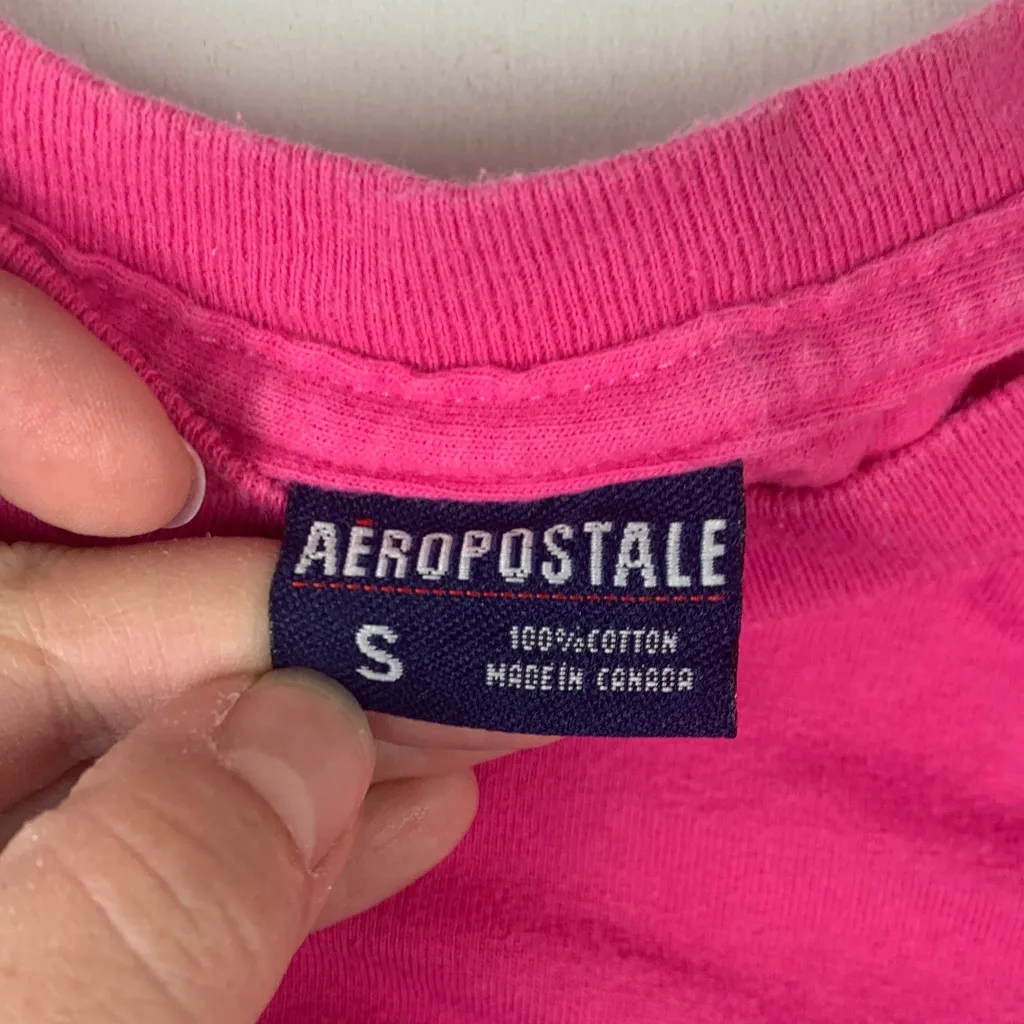 AÉROPOSTALE
S
100% COTTON
MADE IN CANADA